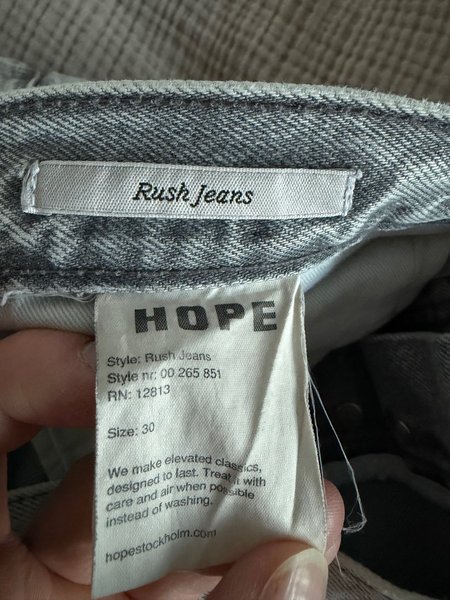 Rush Jeans
HOPE
Style: Rush Jeans
Style nr: 00 265 851
RN: 12813
Size: 30
We make elevated classics,
designed to last. Treat it with
care and air when possible
instead of washing.
hopestockholm.com